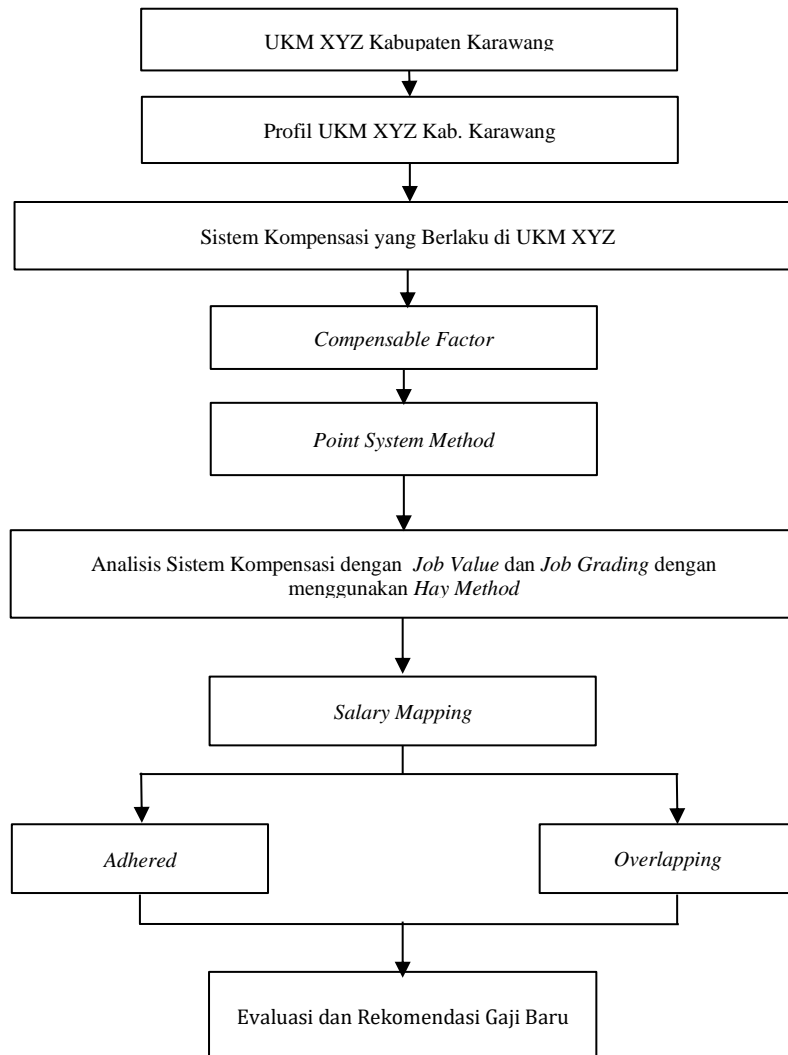 UKM XYZ Kabupaten Karawang
Profil UKM XYZ Kab. Karawang
Sistem Kompensasi yang Berlaku di UKM XYZ
Compensable Factor
Point System Method
Analisis Sistem Kompensasi dengan Job Value dan Job Grading dengan
menggunakan Hay Method
Salary Mapping
Adhered
Overlapping
Evaluasi dan Rekomendasi Gaji Baru